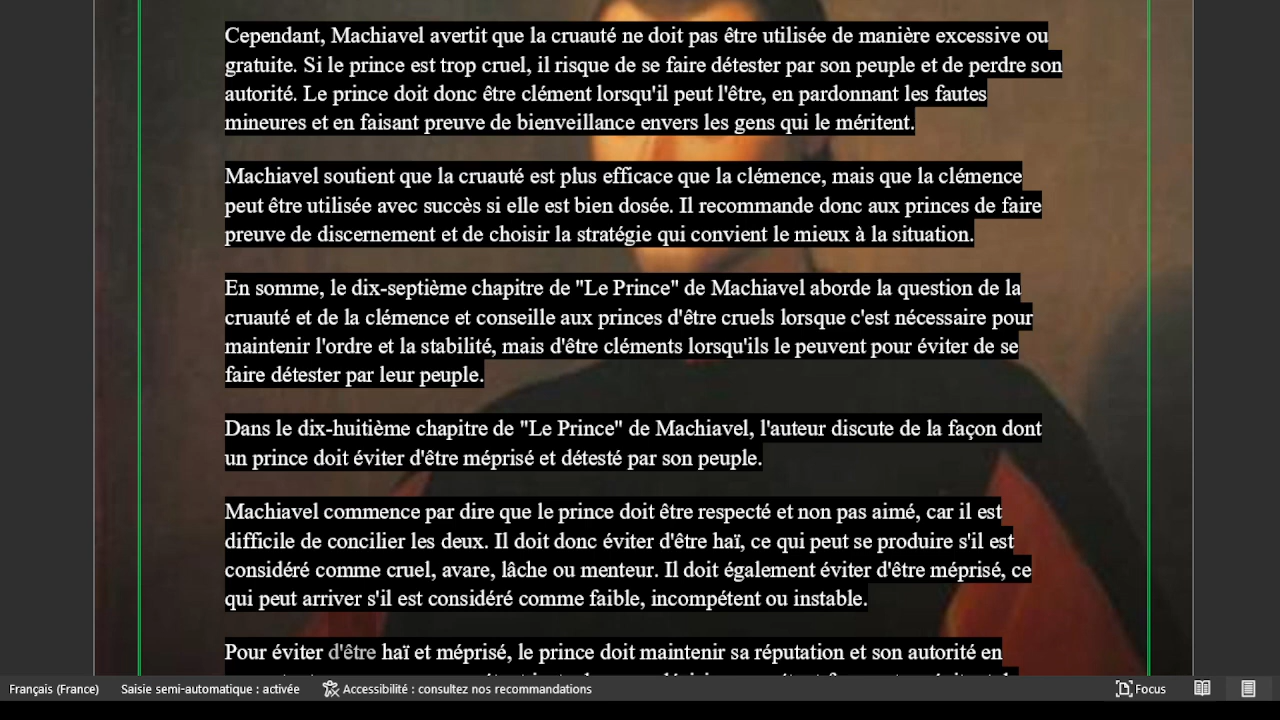 Cependant, Machiavel avertit que la cruauté ne doit pas être utilisée de manière excessive ou
gratuite. Si le prince est trop cruel, il risque de se faire détester par son peuple et de perdre son
autorité. Le prince doit donc être clément lorsqu'il peut l'être, en pardonnant les fautes
mineures et en faisant preuve de bienveillance envers les gens qui le méritent.
Machiavel soutient que la cruauté est plus efficace que la clémence, mais que la clémence
peut être utilisée avec succès si elle est bien dosée. Il recommande donc aux princes de faire
preuve de discernement et de choisir la stratégie qui convient le mieux à la situation.
En somme, le dix-septième chapitre de "Le Prince" de Machiavel aborde la question de la
cruauté et de la clémence et conseille aux princes d'être cruels lorsque c'est nécessaire pour
maintenir l'ordre et la stabilité, mais d'être cléments lorsqu'ils le peuvent pour éviter de se
faire détester par leur peuple.
Dans le dix-huitième chapitre de "Le Prince" de Machiavel, l'auteur discute de la façon dont
un prince doit éviter d'être méprisé et détesté par son peuple.
Machiavel commence par dire que le prince doit être respecté et non pas aimé, car il est
difficile de concilier les deux. Il doit donc éviter d'être haï, ce qui peut se produire s'il est
considéré comme cruel, avare, lâche ou menteur. Il doit également éviter d'être méprisé, ce
qui peut arriver s'il est considéré comme faible, incompétent ou instable.
Pour éviter d'être haï et méprisé, le prince doit maintenir sa réputation et son autorité en
Français (France) Saisie semi-automatique : activée Accessibilité : consultez nos recommandations Focus